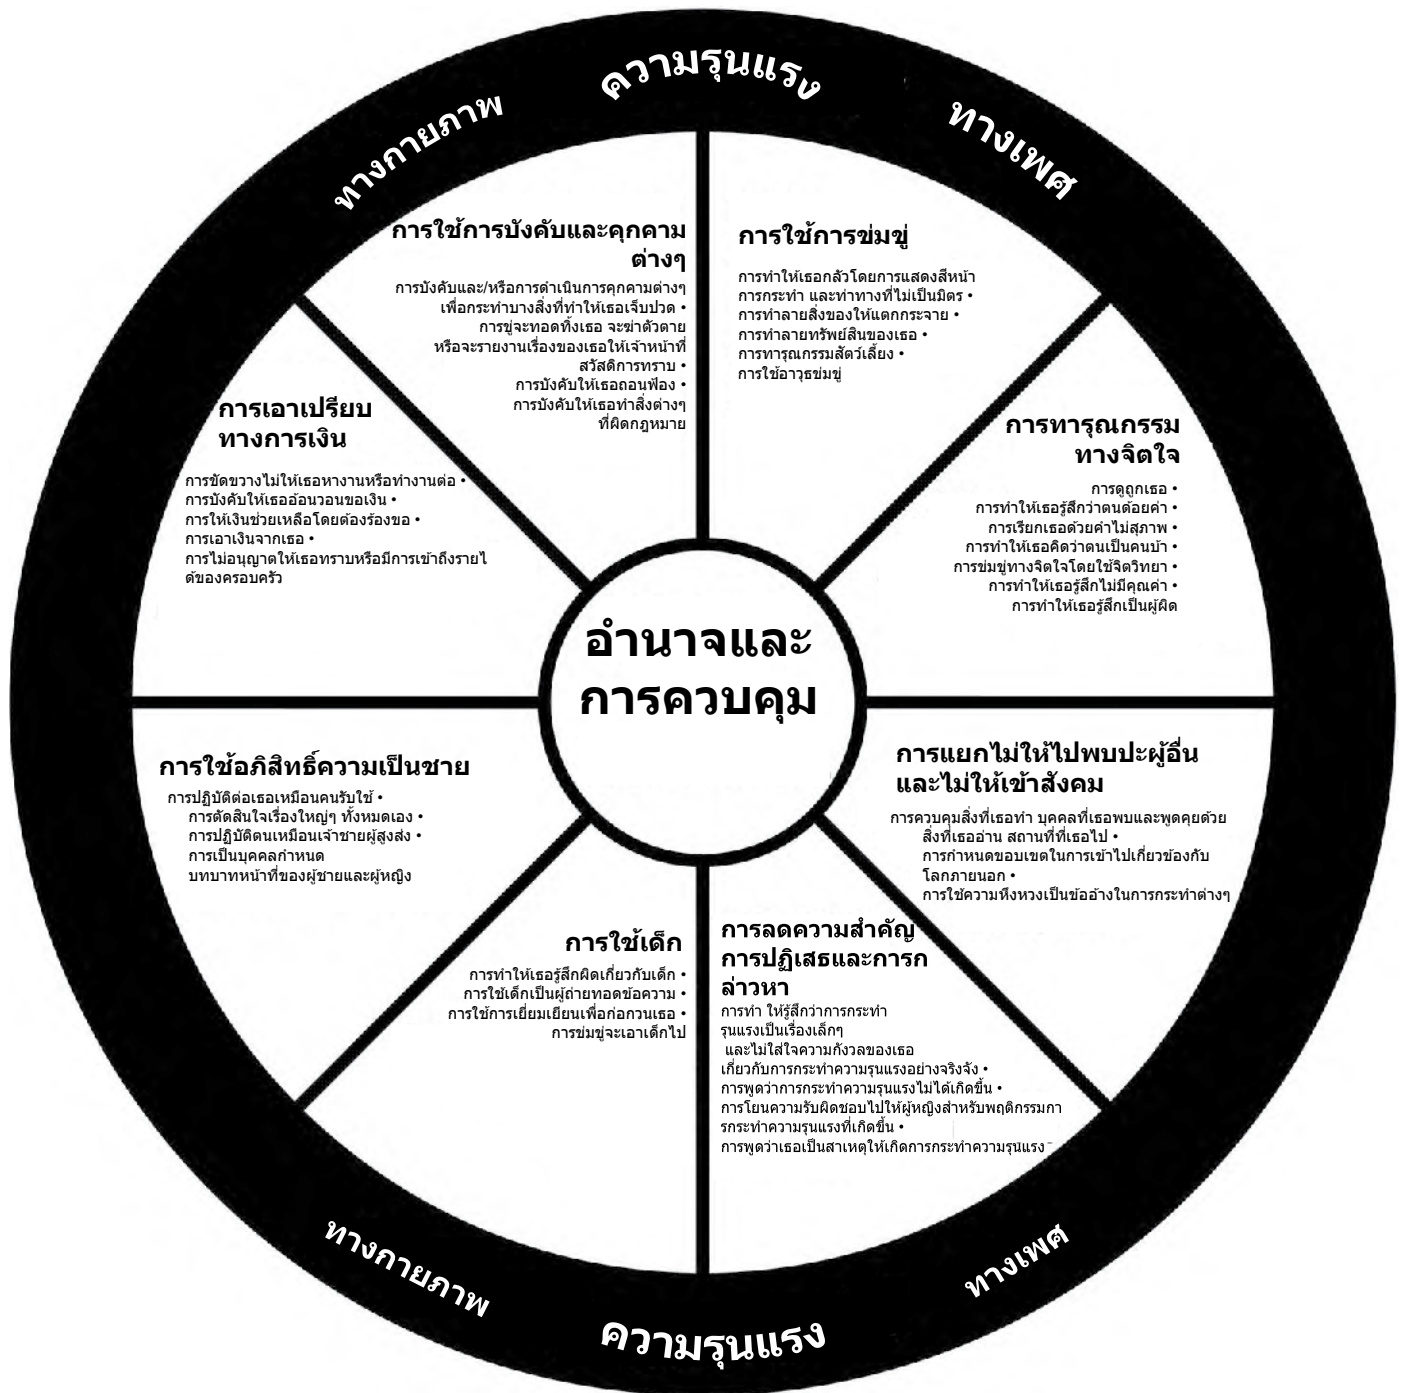 ความรุนแรง
ทางกายภาพ
ทางเพศ
การใช้การบังคับและคุกคาม
ต่างๆ
การบังคับและ/หรือการดำเนินการคุกคามต่างๆ
เพื่อกระทำบางสิ่งที่ทำให้เธอเจ็บปวด •
การขู่จะทอดทิ้งเธอ จะฆ่าตัวตาย
หรือจะรายงานเรื่องของเธอให้เจ้าหน้าที่
สวัสดิการทราบ •
การบังคับให้เธอถอนฟ้อง •
การบังคับให้เธอทำสิ่งต่างๆ
ที่ผิดกฎหมาย
การใช้การข่มขู่
การทำให้เธอกลัวโดยการแสดงสีหน้า
การกระทำ และท่าทางที่ไม่เป็นมิตร •
การทำลายสิ่งของให้แตกกระจาย •
การทำลายทรัพย์สินของเธอ •
การทารุณกรรมสัตว์เลี้ยง •
การใช้อาวุธข่มขู่
การเอาเปรียบ
ทางการเงิน
การขัดขวางไม่ให้เธอหางานหรือทำงานต่อ •
การบังคับให้เธออ้อนวอนขอเงิน •
การให้เงินช่วยเหลือโดยต้องร้องขอ •
การเอาเงินจากเธอ •
การไม่อนุญาตให้เธอทราบหรือมีการเข้าถึงรายไ
ด้ของครอบครัว
การทารุณกรรม
ทางจิตใจ
การดูถูกเธอ •
การทำให้เธอรู้สึกว่าตนด้อยค่า •
การเรียกเธอด้วยคำไม่สุภาพ •
การทำให้เธอคิดว่าตนเป็นคนบ้า •
การข่มขู่ทางจิตใจโดยใช้จิตวิทยา •
การทำให้เธอรู้สึกไม่มีคุณค่า •
การทำให้เธอรู้สึกเป็นผู้ผิด
อำนาจและ
การควบคุม
การใช้อภิสิทธิ์ความเป็นชาย
การปฏิบัติต่อเธอเหมือนคนรับใช้ •
การตัดสินใจเรื่องใหญ่ๆ ทั้งหมดเอง •
การปฏิบัติตนเหมือนเจ้าชายผู้สูงส่ง •
การเป็นบุคคลกำหนด
บทบาทหน้าที่ของผู้ชายและผู้หญิง
การแยกไม่ให้ไปพบปะผู้อื่น
และไม่ให้เข้าสังคม
การควบคุมสิ่งที่เธอทำ บุคคลที่เธอพบและพูดคุยด้วย
สิ่งที่เธออ่าน สถานที่ที่เธอไป •
การกำหนดขอบเขตในการเข้าไปเกี่ยวข้องกับ
โลกภายนอก •
การใช้ความหึงหวงเป็นข้ออ้างในการกระทำต่างๆ
การใช้เด็ก
การทำให้เธอรู้สึกผิดเกี่ยวกับเด็ก •
การใช้เด็กเป็นผู้ถ่ายทอดข้อความ •
การใช้การเยี่ยมเยียนเพื่อก่อกวนเธอ •
การข่มขู่จะเอาเด็กไป
การลดความสำคัญ
การปฏิเสธและการก
ล่าวหา
การทำ ให้รู้สึกว่าการกระทำ
รุนแรงเป็นเรื่องเล็กๆ
และไม่ใส่ใจความกังวลของเธอ
เกี่ยวกับการกระทำความรุนแรงอย่างจริงจัง •
การพูดว่าการกระทำความรุนแรงไม่ได้เกิดขึ้น •
การโยนความรับผิดชอบไปให้ผู้หญิงสำหรับพฤติกรรมกา
รกระทำความรุนแรงที่เกิดขึ้น •
การพูดว่าเธอเป็นสาเหตุให้เกิดการกระทำความรุนแรง
ทางกายภาพ
ทางเพศ
ความรุนแรง